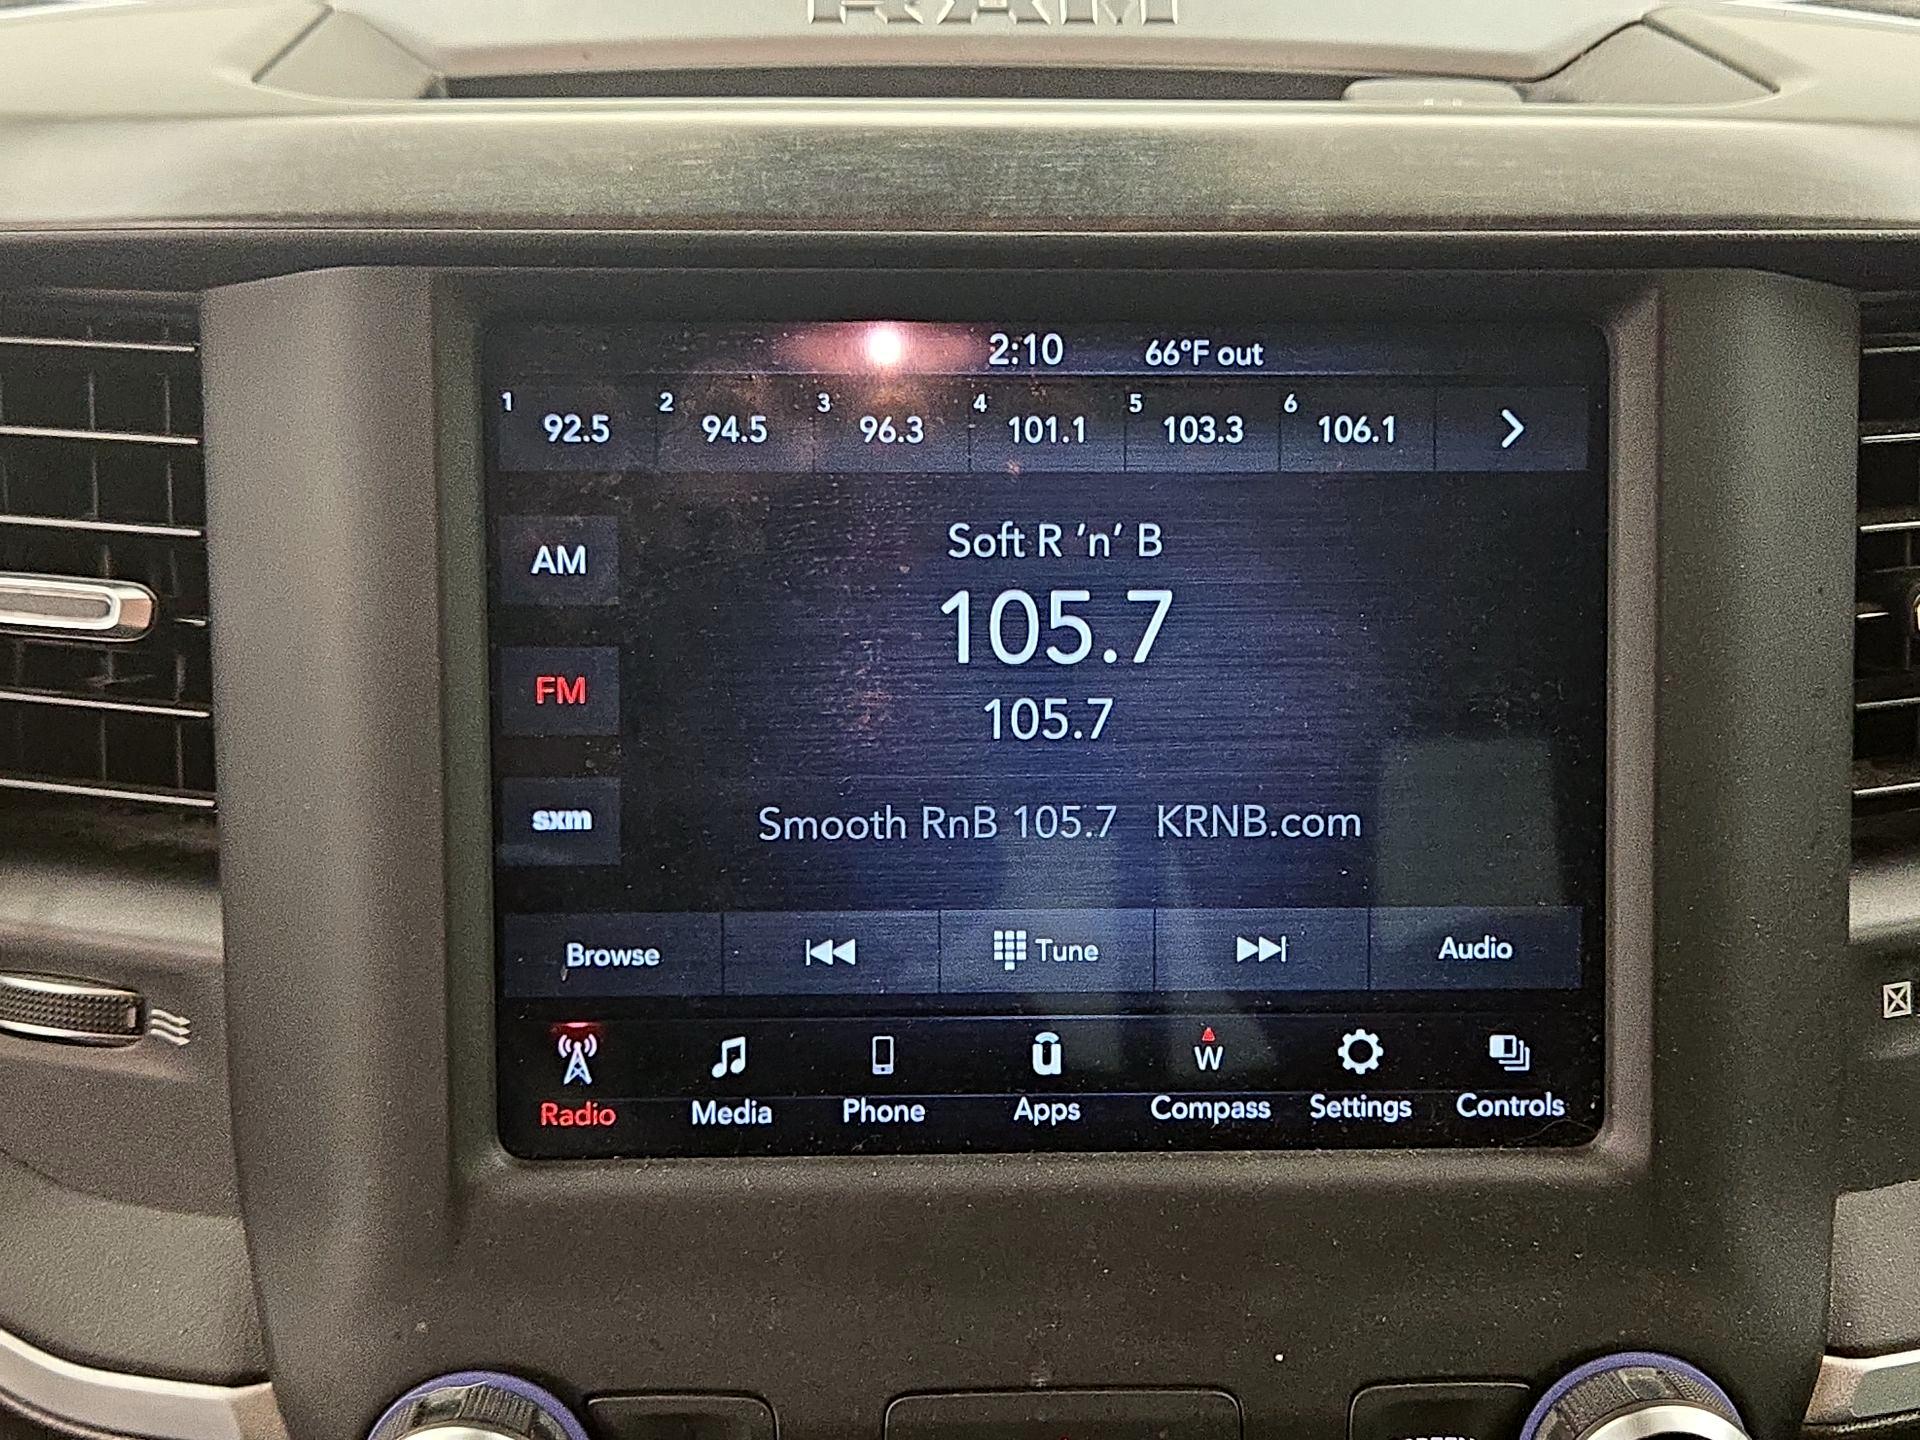 RAM
2:10 66°F out
1 92.5 2 94.5 3 96.3 4 101.1 5 103.3 6 106.1
Soft R 'n' B
AM
105.7
FM
105.7
sxm
Smooth RnB 105.7 KRNB.com
Browse Tune Audio
W
Radio Media Phone Apps Compass Settings Controls
SCREEN